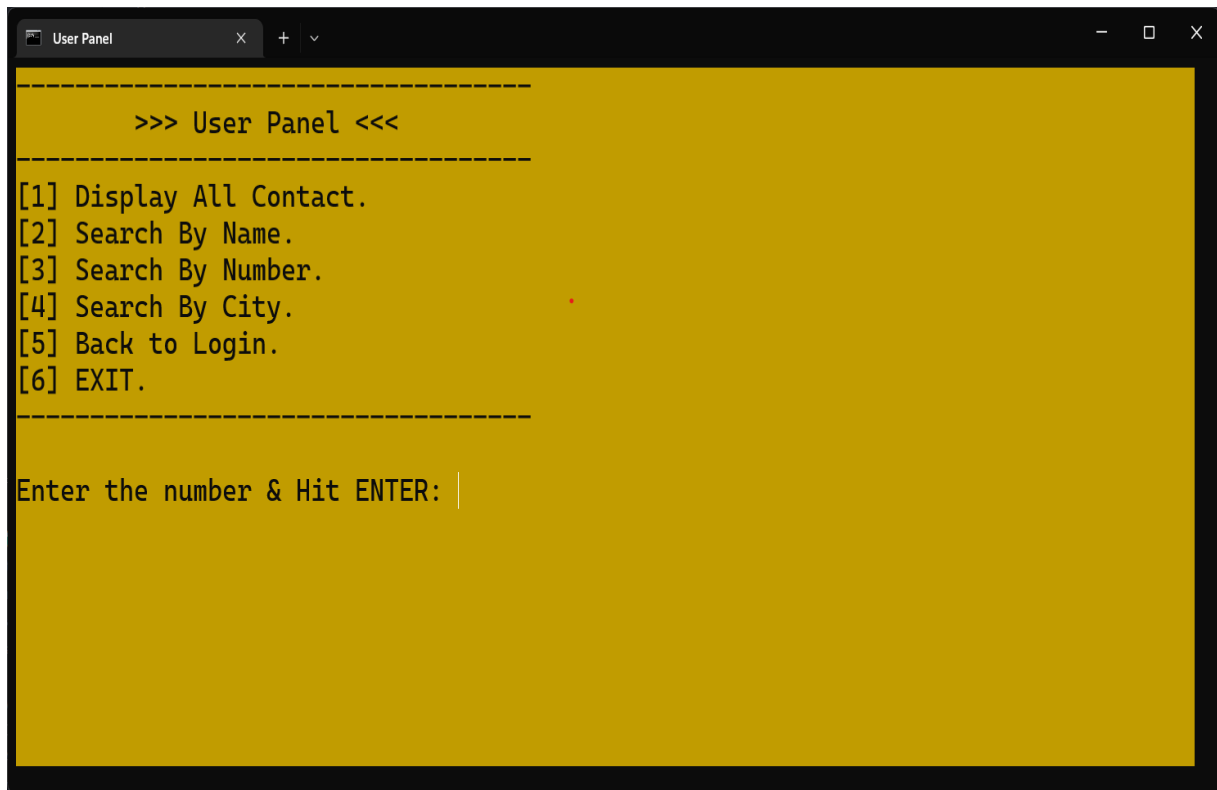 User Panel
-----------------------------------
>>> User Panel <<<
-----------------------------------
[1] Display All Contact.
[2] Search By Name.
[3] Search By Number.
[4] Search By City.
[5] Back to Login.
[6] EXIT.
-----------------------------------
Enter the number & Hit ENTER: